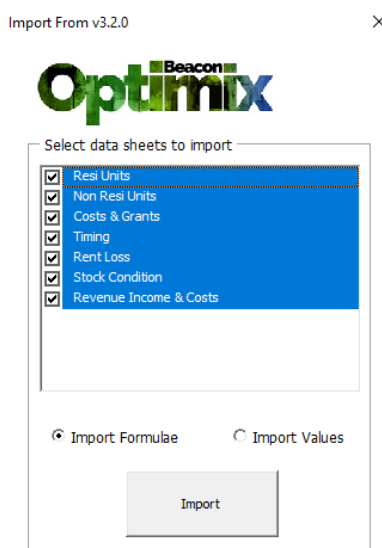 Import From v3.2.0
Beacon
Optimix
Select data sheets to import
Resi Units
Non Resi Units
Costs & Grants
Timing
Rent Loss
Stock Condition
Revenue Income & Costs
Import Formulae Import Values
Import